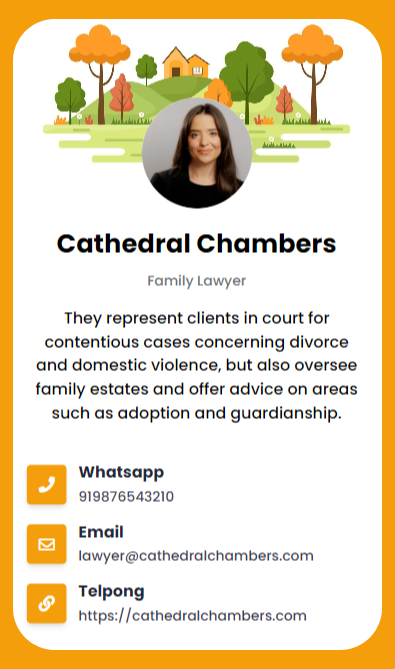 Cathedral Chambers
Family Lawyer
They represent clients in court for
contentious cases concerning divorce
and domestic violence, but also oversee
family estates and offer advice on areas
such as adoption and guardianship.
Whatsapp
919876543210
Email
lawyer@cathedralchambers.com
Telpong
https://cathedralchambers.com